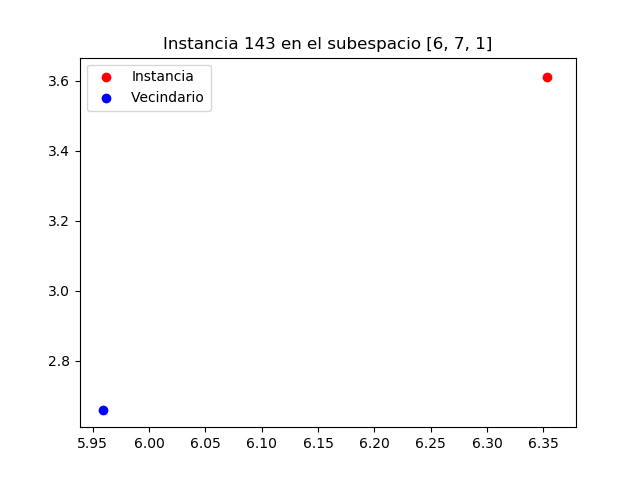 Instancia 143 en el subespacio [6, 7, 1]
Instancia
Vecindario
3.6
3.4
3.2
3.0
2.8
5.95 6.00 6.05 6.10 6.15 6.20 6.25 6.30 6.35